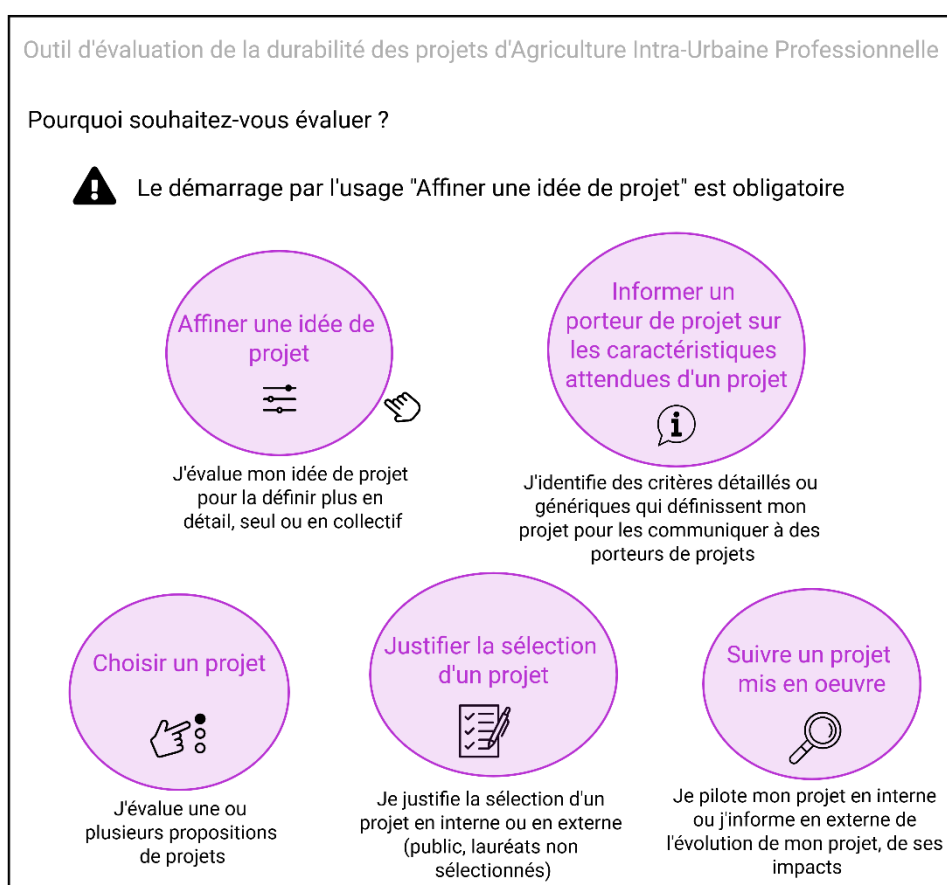 Outil d'évaluation de la durabilité des projets d'Agriculture Intra-Urbaine Professionnelle
Pourquoi souhaitez-vous évaluer ?
Le démarrage par l'usage "Affiner une idée de projet" est obligatoire
Affiner une idée de
projet
J'évalue mon idée de projet
pour la définir plus en
détail, seul ou en collectif
Informer un
porteur de projet sur
les caractéristiques
attendues d'un projet
i
J'identifie des critères détaillés ou
génériques qui définissent mon
projet pour les communiquer à des
porteurs de projets
Choisir un projet
J'évalue une ou
plusieurs propositions
de projets
Justifier la sélection
d'un projet
Je justifie la sélection d'un
projet en interne ou en externe
(public, lauréats non
sélectionnés)
Suivre un projet
mis en oeuvre
Je pilote mon projet en interne
ou j'informe en externe de
l'évolution de mon projet, de ses
impacts